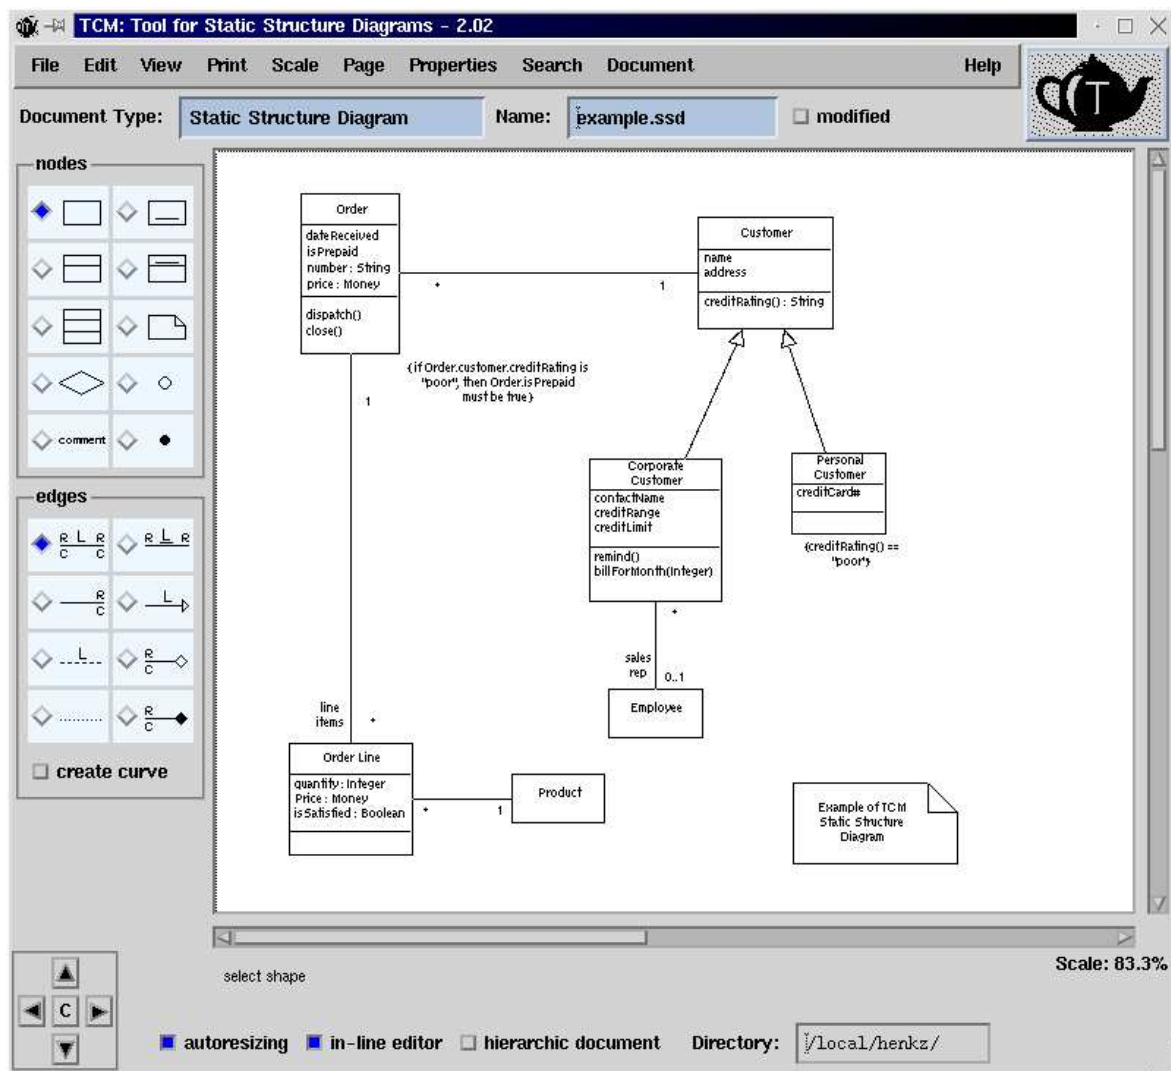 TCM: Tool for Static Structure Diagrams - 2.02
File Edit View Print Scale Page Properties Search Document Help
Document Type: Static Structure Diagram Name: example.ssd modified
T
nodes
comment
edges
R L R
C C
R L R
R
C
L
L
R
C
R
C
create curve
Order
dateReceived
isPrepaid
number : String
price : Money
dispatch()
close()
*
1
Customer
name
address
creditRating() : String
{if Order.customer.creditRating is
"poor", then Order.isPrepaid
must be true}
1
Corporate
Customer
contactName
creditRange
creditLimit
remind()
billForMonth(Integer)
Personal
Customer
creditCard#
{creditRating() ==
"poor"}
*
sales
rep
0..1
Employee
line
items
*
Order Line
quantity : Integer
Price : Money
isSatisfied : Boolean
*
1
Product
Example of TCM
Static Structure
Diagram
select shape
Scale: 83.3%
C
autoresizing in-line editor hierarchic document Directory: /local/henkz/